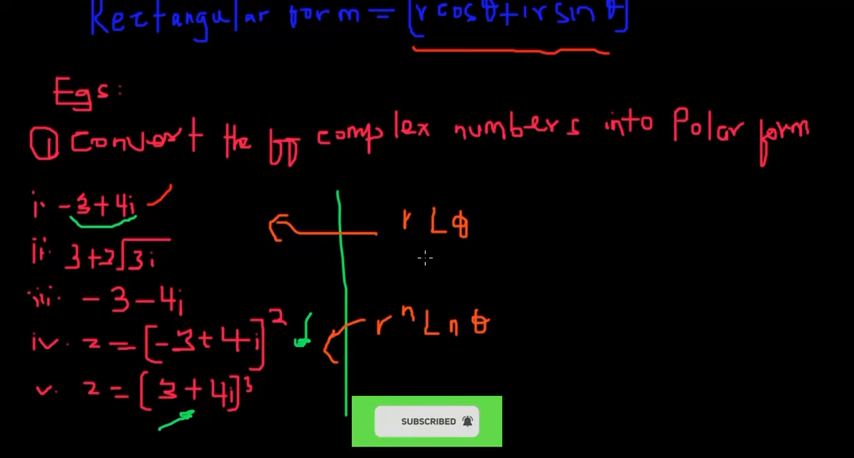 Rectangular form = [r cos θ + i r sin θ]
Egs:
① Convert the ff complex numbers into Polar form
i. -3+4i
ii. 3+2√3i
iii. -3-4i
iv. z = [-3+4i]²
v. z = [3+4i]³
r∠θ
rⁿ∠nθ
SUBSCRIBED